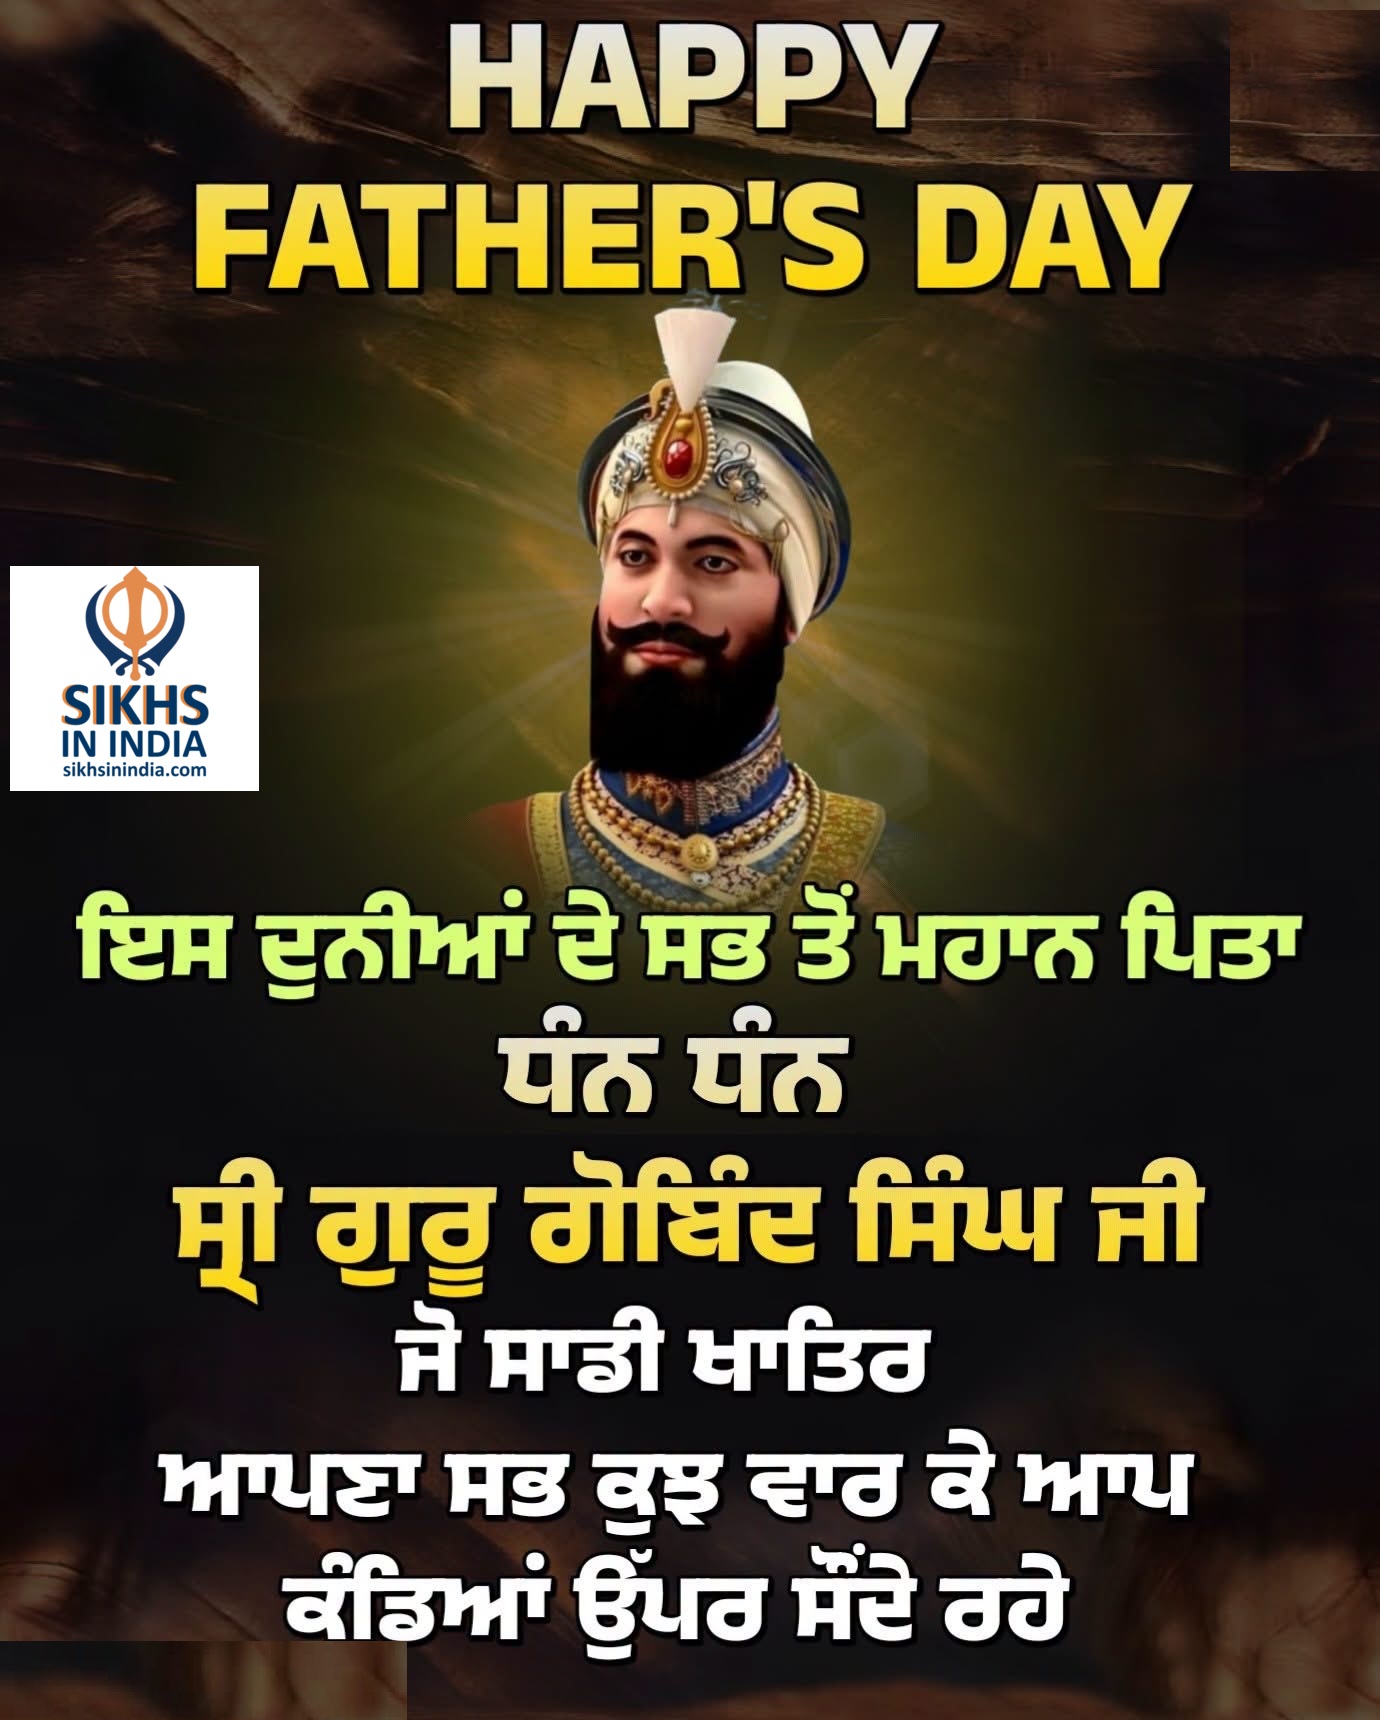 HAPPY
FATHER'S DAY
SIKHS
IN INDIA
sikhsinindia.com
ਇਸ ਦੁਨੀਆਂ ਦੇ ਸਭ ਤੋਂ ਮਹਾਨ ਪਿਤਾ
ਧੰਨ ਧੰਨ
ਸ੍ਰੀ ਗੁਰੂ ਗੋਬਿੰਦ ਸਿੰਘ ਜੀ
ਜੋ ਸਾਡੀ ਖਾਤਿਰ
ਆਪਣਾ ਸਭ ਕੁਝ ਵਾਰ ਕੇ ਆਪ
ਕੰਡਿਆਂ ਉੱਪਰ ਸੌਂਦੇ ਰਹੇ